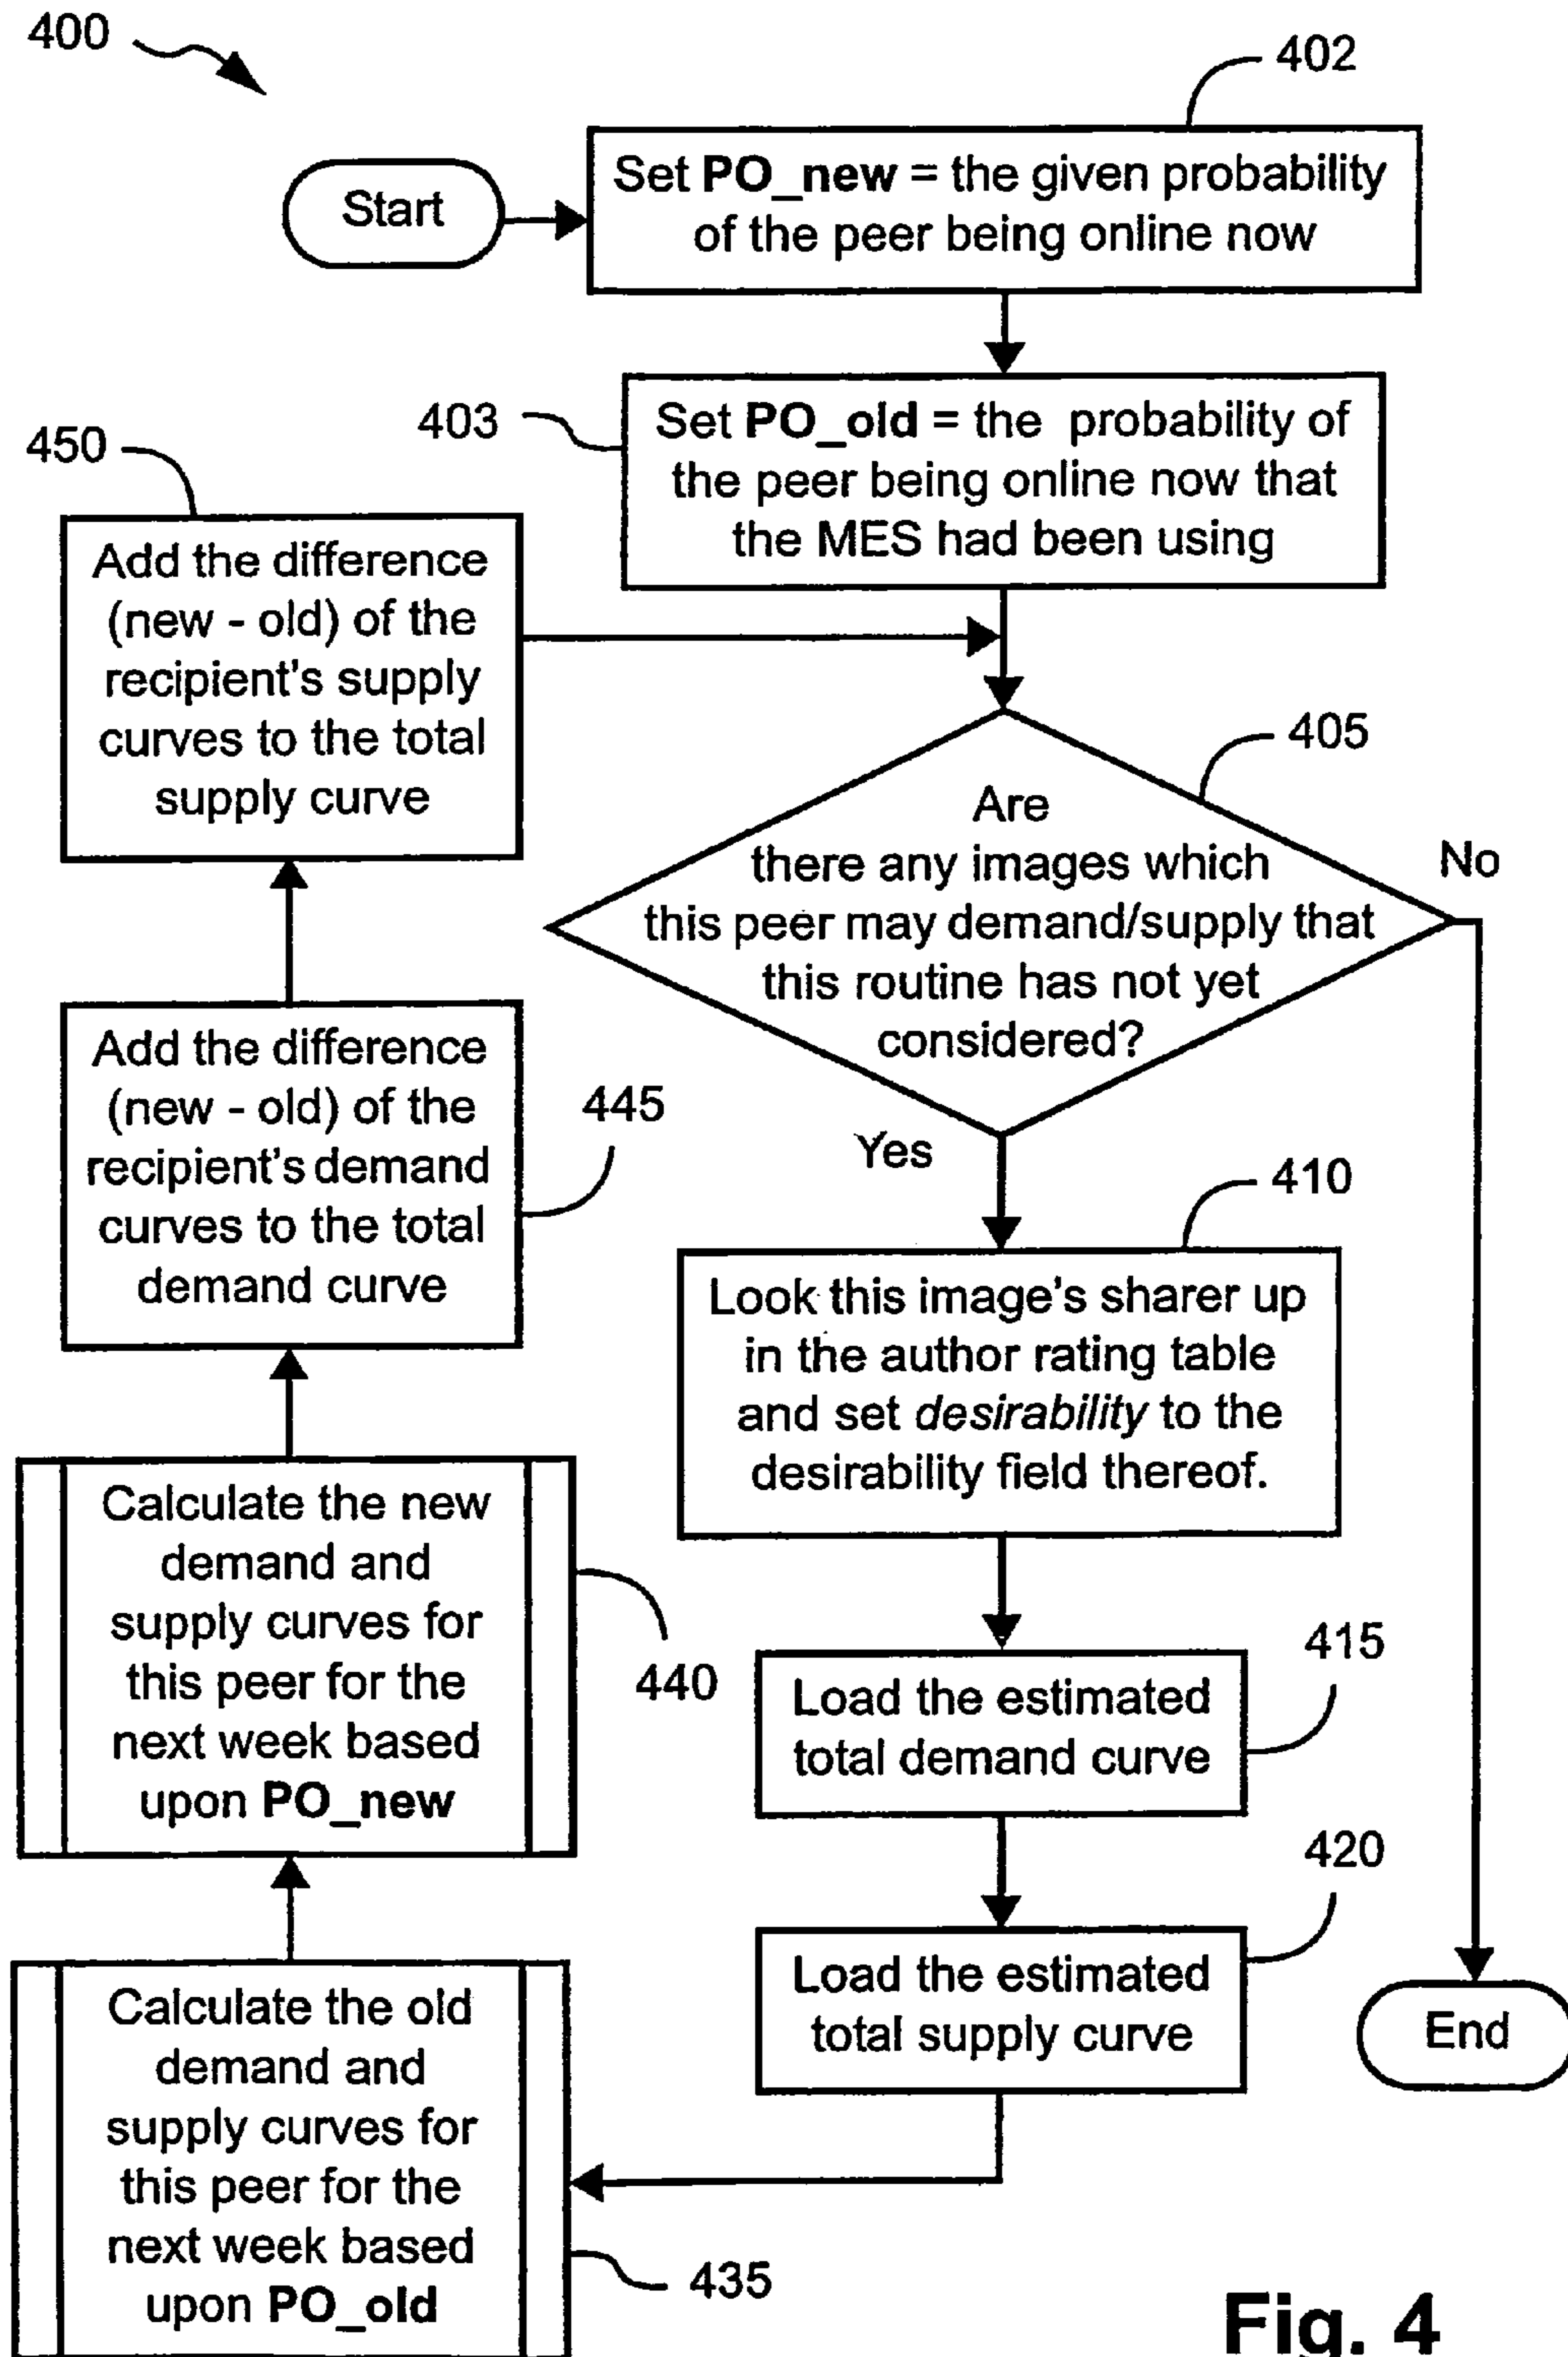 400
402
Start
Set PO_new = the given probability
of the peer being online now
403
Set PO_old = the probability of
the peer being online now that
the MES had been using
450
Add the difference
(new - old) of the
recipient's supply
curves to the total
supply curve
405
Are
there any images which
this peer may demand/supply that
this routine has not yet
considered?
No
Yes
Add the difference
(new - old) of the
recipient's demand
curves to the total
demand curve
445
410
Look this image's sharer up
in the author rating table
and set desirability to the
desirability field thereof.
Calculate the new
demand and
supply curves for
this peer for the
next week based
upon PO_new
440
415
Load the estimated
total demand curve
420
Load the estimated
total supply curve
End
Calculate the old
demand and
supply curves for
this peer for the
next week based
upon PO_old
435
Fig. 4